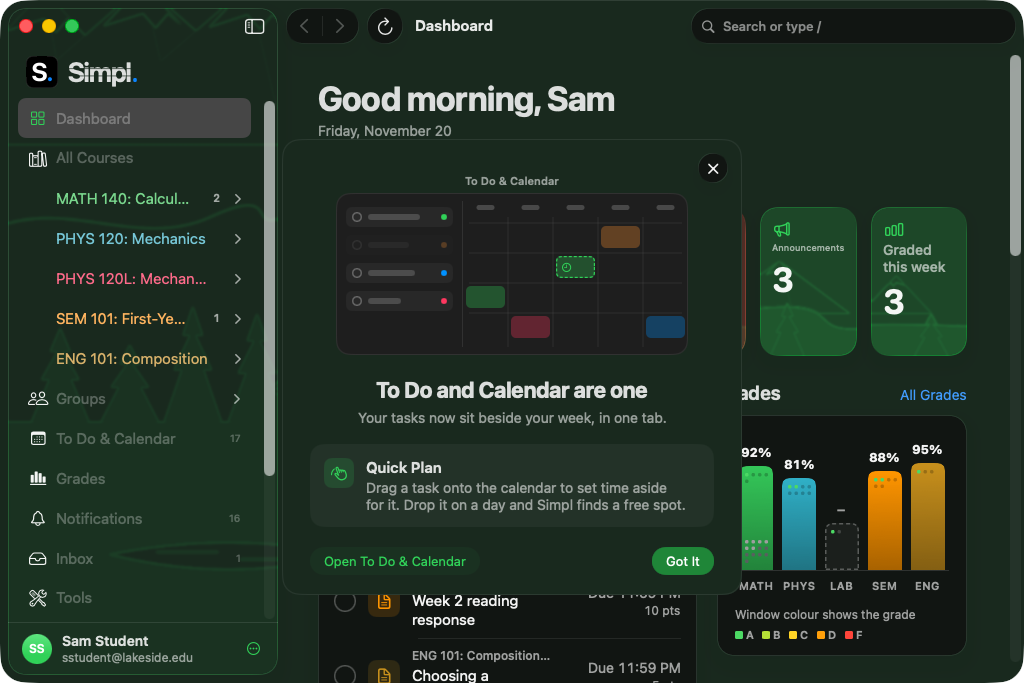 Dashboard
Search or type /
S.
Simpl.
Dashboard
All Courses
MATH 140: Calcul... 2
PHYS 120: Mechanics
PHYS 120L: Mechan...
SEM 101: First-Ye... 1
ENG 101: Composition
Groups
To Do & Calendar 17
Grades
Notifications 16
Inbox 1
Tools
SS
Sam Student
sstudent@lakeside.edu
Good morning, Sam
Friday, November 20
To Do & Calendar
To Do and Calendar are one
Your tasks now sit beside your week, in one tab.
Quick Plan
Drag a task onto the calendar to set time aside
for it. Drop it on a day and Simpl finds a free spot.
Open To Do & Calendar
Got It
Announcements
3
Graded
this week
3
All Grades
92%
81%
–
88%
95%
MATH PHYS LAB SEM ENG
Window colour shows the grade
A B C D F
Week 2 reading
response
10 pts
ENG 101: Composition...
Choosing a
Due 11:59 PM